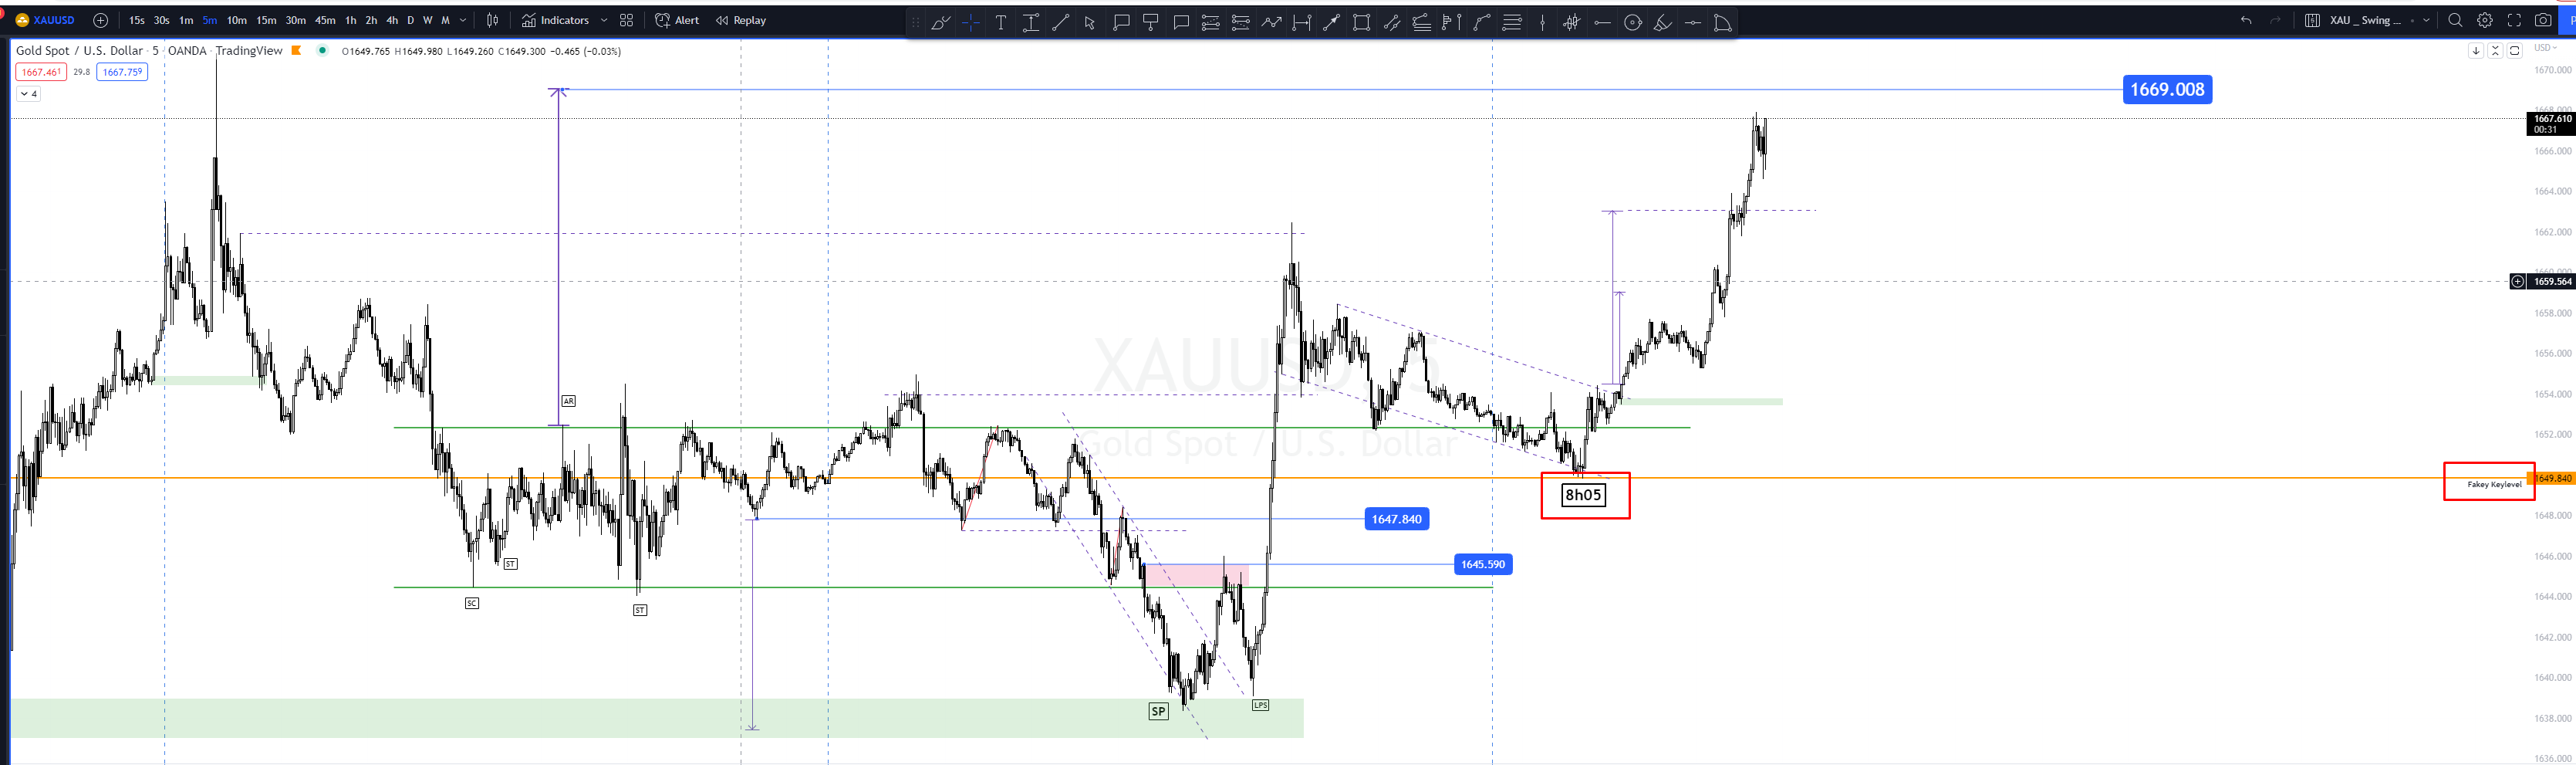 XAUUSD 15s 30s 1m 5m 10m 15m 30m 45m 1h 2h 4h D W M Indicators Alert Replay XAU _ Swing ...
Gold Spot / U.S. Dollar · 5 · OANDA · TradingView O1649.765 H1649.980 L1649.260 C1649.300 −0.465 (−0.03%)
USD
1667.461 29.8 1667.759
4
1670.000
1669.008
1668.000
1667.610
00:31
1666.000
1664.000
1662.000
1660.000
1659.564
1658.000
1656.000
XAUUSD, 5
1654.000
AR
1652.000
Gold Spot / U.S. Dollar
1649.840
Fakey Keylevel
8h05
1647.840
1648.000
1646.000
1645.590
ST
1644.000
SC
ST
1642.000
1640.000
LPS
SP
1638.000
1636.000